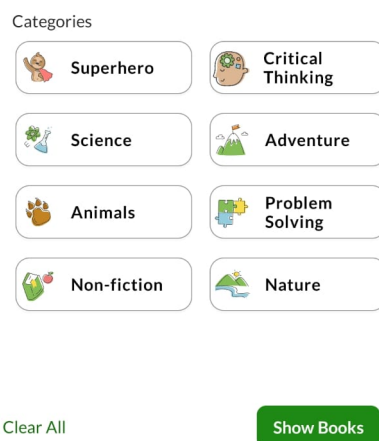 Categories
Superhero
Critical
Thinking
Science
Adventure
Animals
Problem
Solving
Non-fiction
Nature
Clear All
Show Books